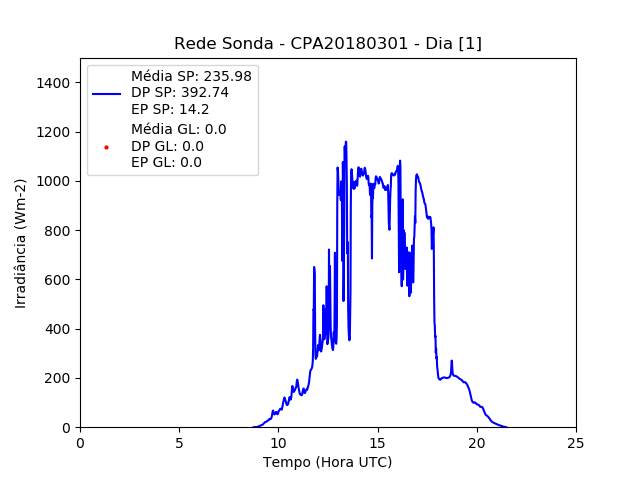 Rede Sonda - CPA20180301 - Dia [1]
Média SP: 235.98
DP SP: 392.74
EP SP: 14.2
Média GL: 0.0
DP GL: 0.0
EP GL: 0.0
Irradiância (Wm-2)
1400
1200
1000
800
600
400
200
0
0 5 10 15 20 25
Tempo (Hora UTC)